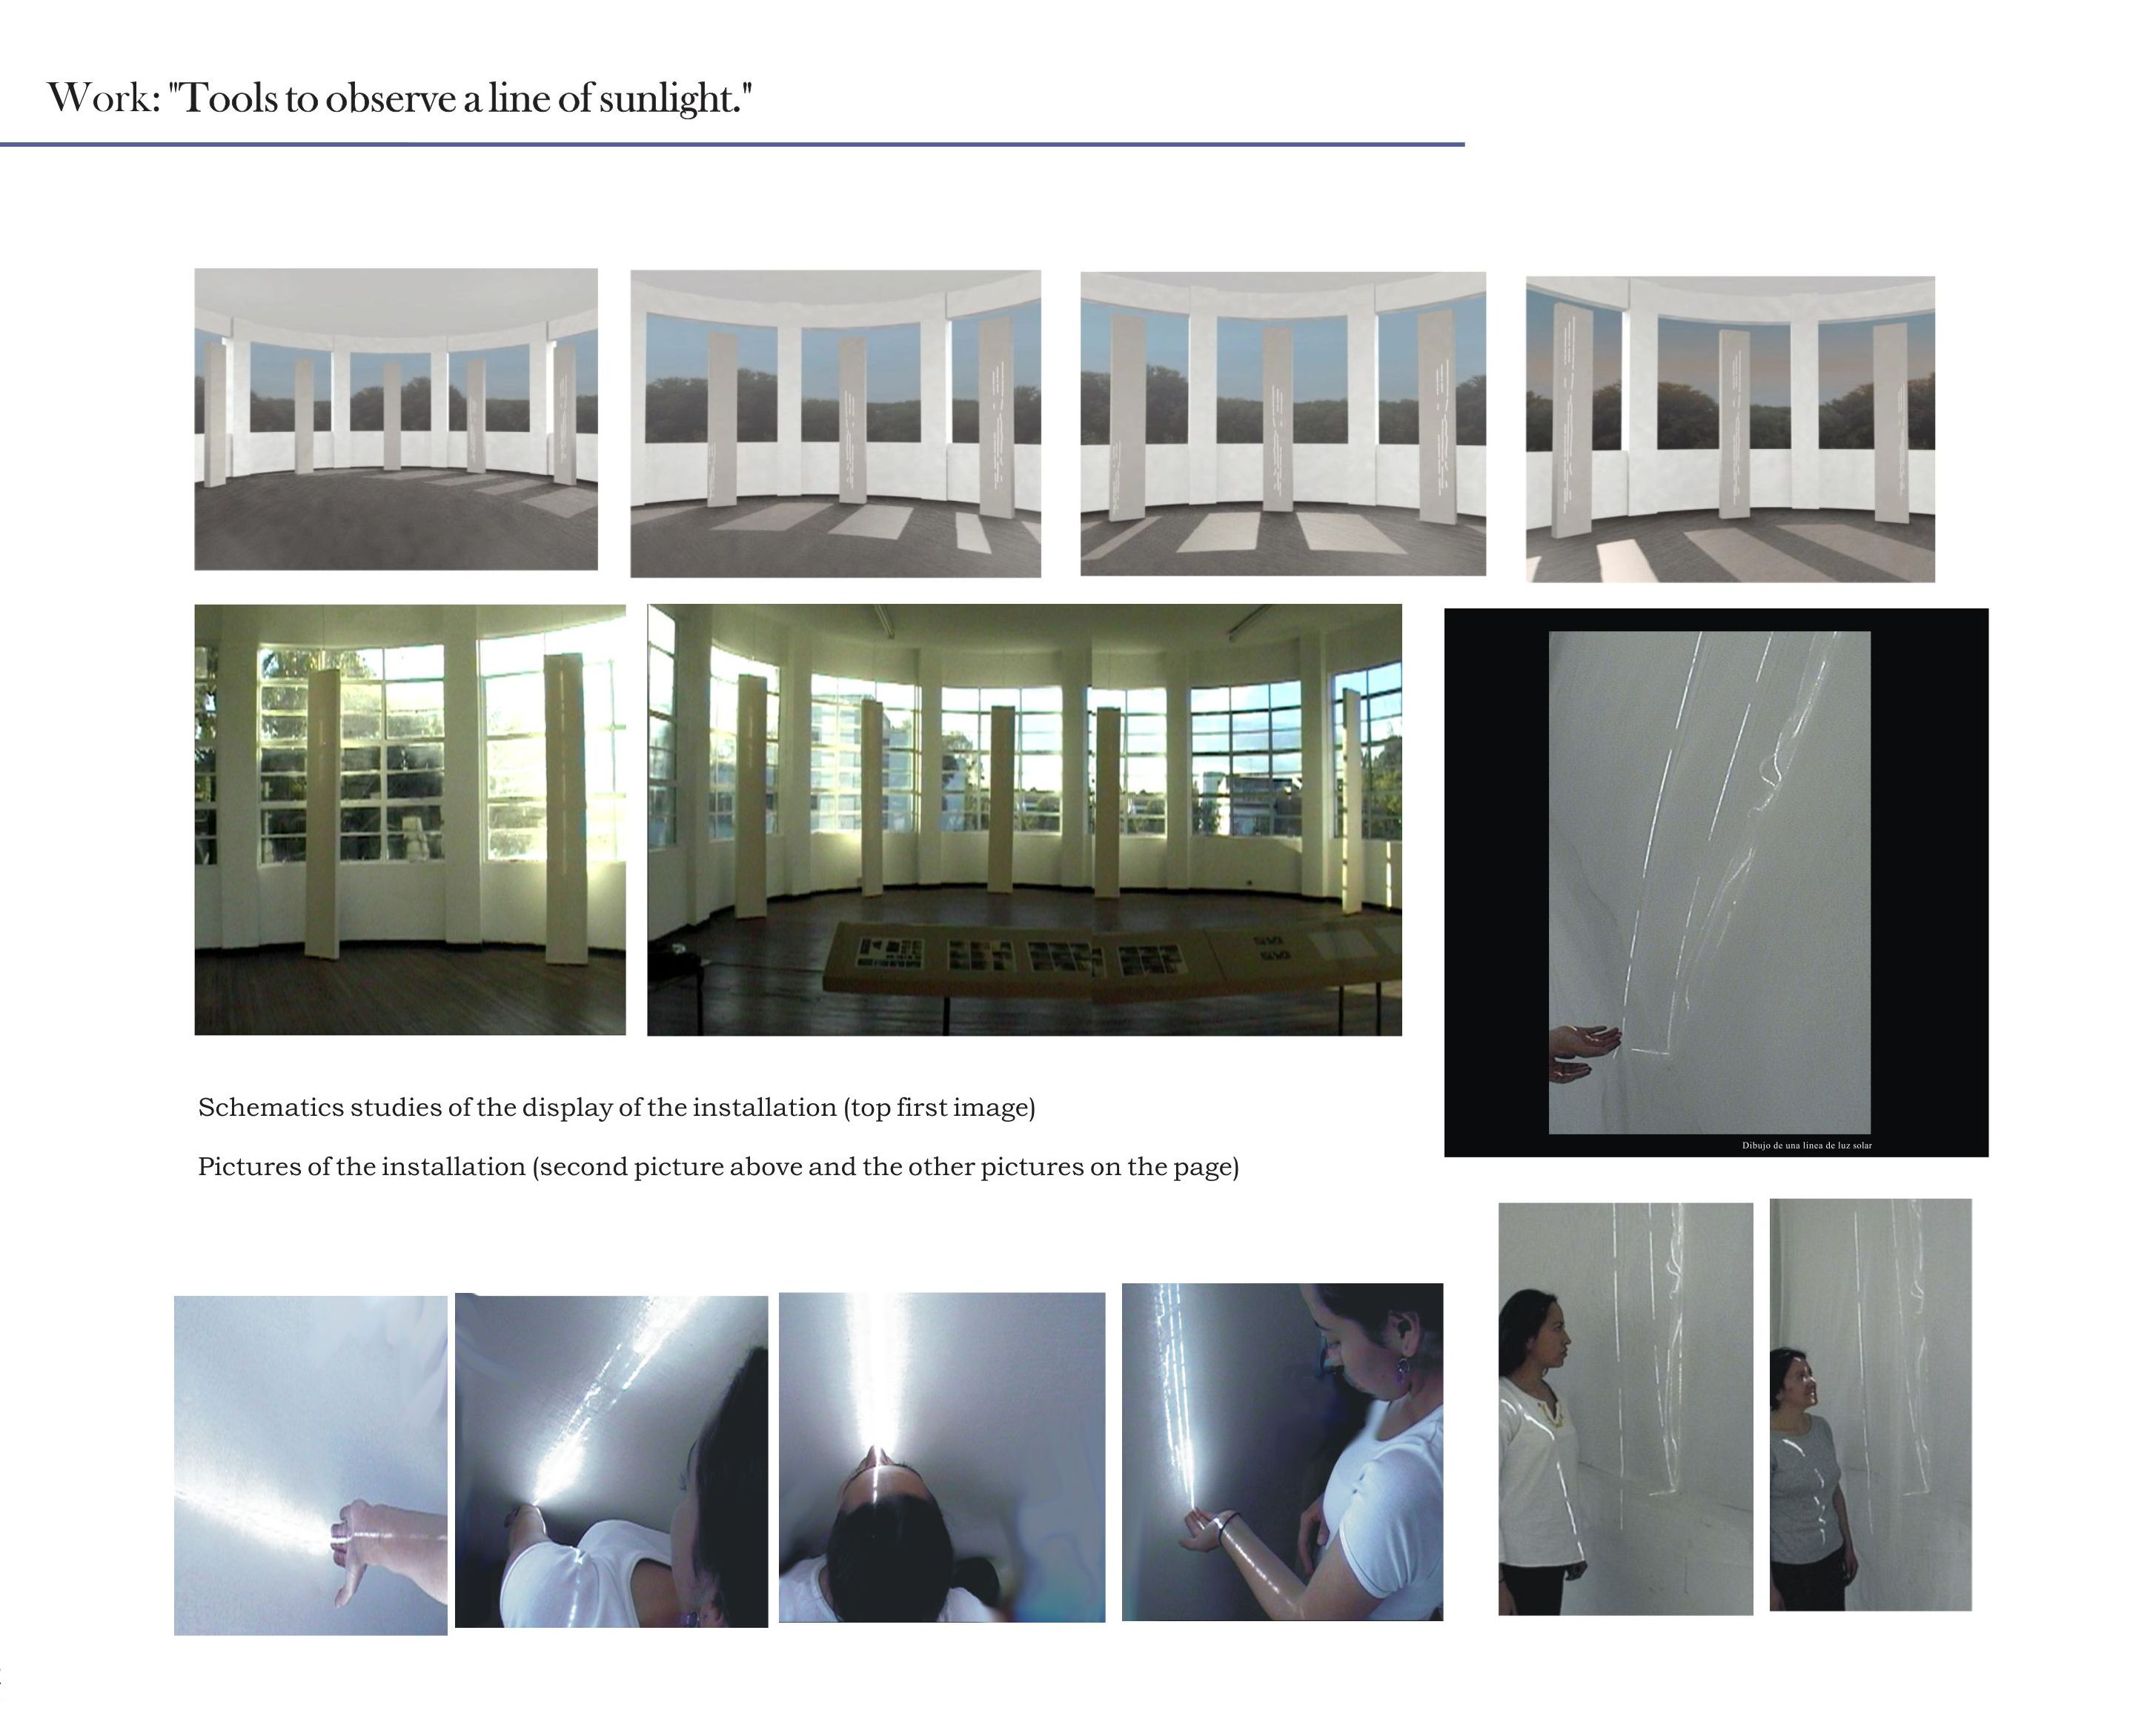 Work: "Tools to observe a line of sunlight."
Schematics studies of the display of the installation (top first image)
Pictures of the installation (second picture above and the other pictures on the page)
Dibujo de una linea de luz solar